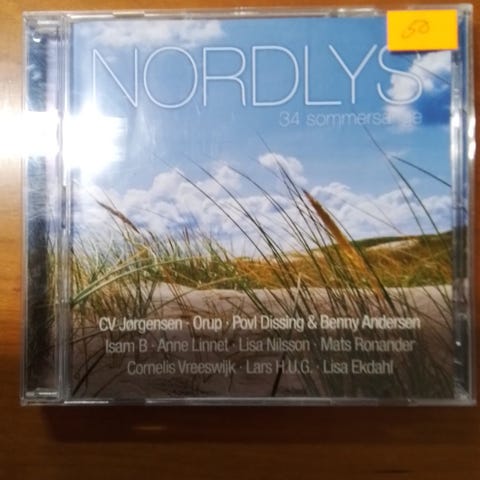 50
NORDLYS
34 sommersange
CV Jørgensen · Orup · Povl Dissing & Benny Andersen
Isam B · Anne Linnet · Lisa Nilsson · Mats Ronander
Cornelis Vreeswijk · Lars H.U.G. · Lisa Ekdahl